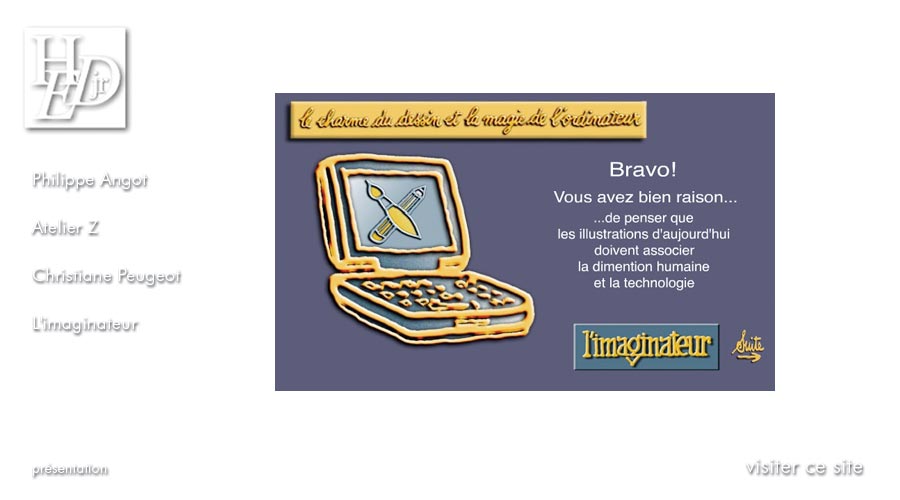 HED jr
Philippe Angot
Atelier Z
Christiane Peugeot
L'imaginateur
le charme du dessin et la magie de l'ordinateur
Bravo!
Vous avez bien raison...
...de penser que
les illustrations d'aujourd'hui
doivent associer
la dimention humaine
et la technologie
l'imaginateur
suite
présentation
visiter ce site